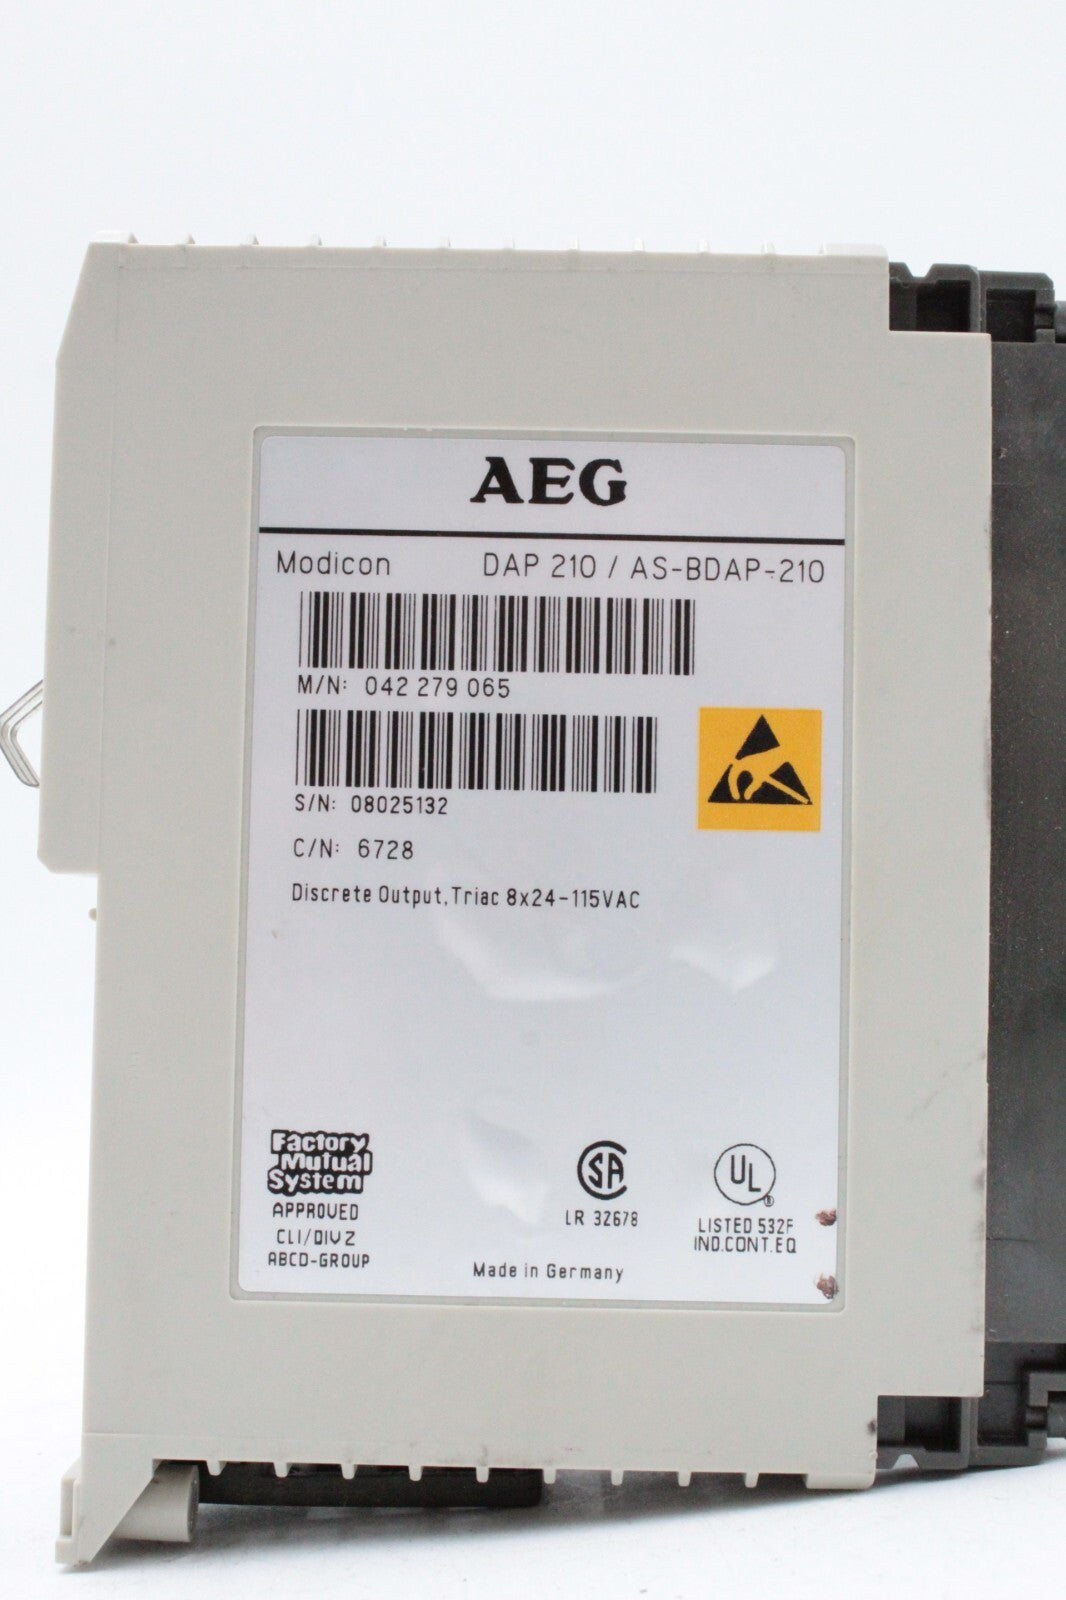 AEG
Modicon DAP 210 / AS-BDAP-210
M/N: 042 279 065
S/N: 08025132
C/N: 6728
Discrete Output,Triac 8x24-115VAC
Factory
Mutual
System
APPROVED
CL1/DIV2
ABCD-GROUP
SA
LR 32678
UL®
LISTED 532F
IND.CONT.EQ
Made in Germany